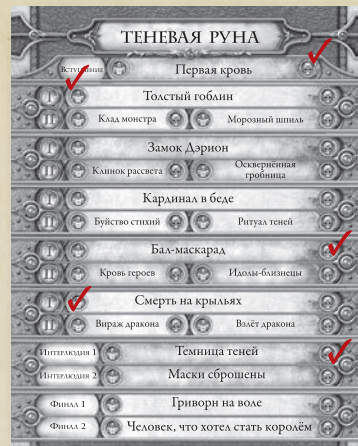 ТЕНЕВАЯ РУНА
Вступление Первая кровь
I Толстый гоблин
II Клад монстра Морозный шпиль
I Замок Дэрион
II Клинок рассвета Осквернённая гробница
I Кардинал в беде
II Буйство стихий Ритуал теней
I Бал-маскарад
II Кровь героев Идолы-близнецы
I Смерть на крыльях
II Вираж дракона Взлёт дракона
Интерлюдия 1 Темница теней
Интерлюдия 2 Маски сброшены
Финал 1 Гриворн на воле
Финал 2 Человек, что хотел стать королём